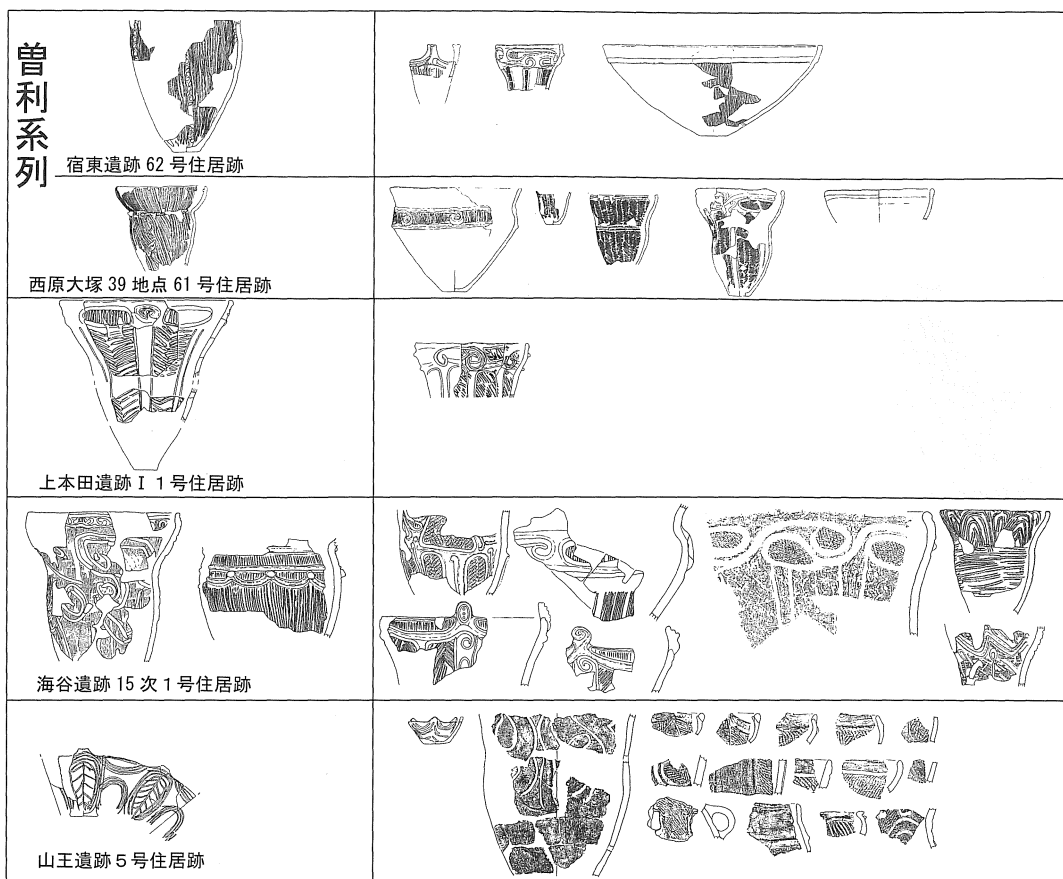 曽利系列
宿東遺跡 62 号住居跡
西原大塚 39 地点 61 号住居跡
上本田遺跡 Ⅰ 1 号住居跡
海谷遺跡 15 次 1 号住居跡
山王遺跡５号住居跡